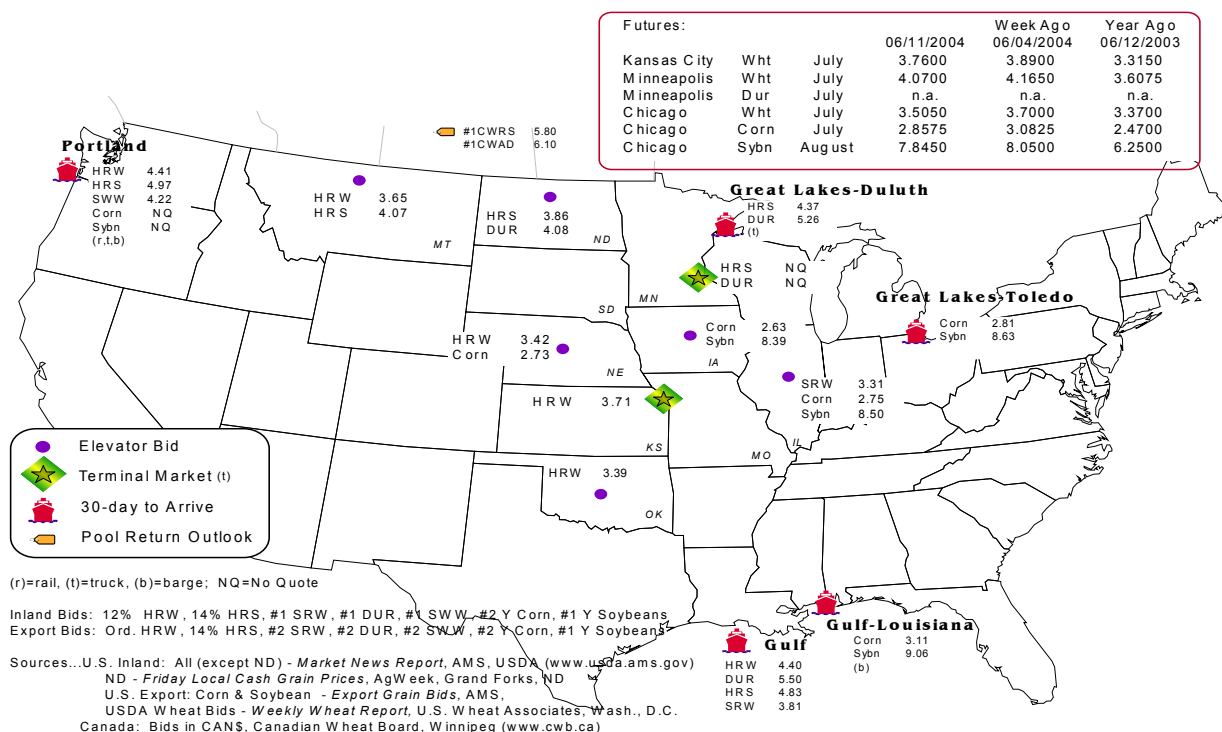 Futures:
Week Ago Year Ago
06/11/2004 06/04/2004 06/12/2003
Kansas City Wht July 3.7600 3.8900 3.3150
Minneapolis Wht July 4.0700 4.1650 3.6075
Minneapolis Dur July n.a. n.a. n.a.
Chicago Wht July 3.5050 3.7000 3.3700
Chicago Corn July 2.8575 3.0825 2.4700
Chicago Sybn August 7.8450 8.0500 6.2500
#1CWRS 5.80
#1CWAD 6.10
Portland
HRW 4.41
HRS 4.97
SWW 4.22
Corn NQ
Sybn NQ
(r,t,b)
HRW 3.65
HRS 4.07
MT
HRS 3.86
DUR 4.08
ND
Great Lakes-Duluth
HRS 4.37
DUR 5.26
(t)
HRS NQ
DUR NQ
MN
SD
Great Lakes-Toledo
Corn 2.81
Sybn 8.63
HRW 3.42
Corn 2.73
NE
Corn 2.63
Sybn 8.39
IA
SRW 3.31
Corn 2.75
Sybn 8.50
IL
HRW 3.71
KS
MO
HRW 3.39
OK
Elevator Bid
Terminal Market (t)
30-day to Arrive
Pool Return Outlook
Gulf-Louisiana
Corn 3.11
Sybn 9.06
(b)
Gulf
HRW 4.40
DUR 5.50
HRS 4.83
SRW 3.81
(r)=rail, (t)=truck, (b)=barge; NQ=No Quote
Inland Bids: 12% HRW, 14% HRS, #1 SRW, #1 DUR, #1 SWW, #2 Y Corn, #1 Y Soybeans
Export Bids: Ord. HRW, 14% HRS, #2 SRW, #2 DUR, #2 SWW, #2 Y Corn, #1 Y Soybeans
Sources...U.S. Inland: All (except ND) - Market News Report, AMS, USDA (www.usda.ams.gov)
ND - Friday Local Cash Grain Prices, AgWeek, Grand Forks, ND
U.S. Export: Corn & Soybean - Export Grain Bids, AMS,
USDA Wheat Bids - Weekly Wheat Report, U.S. Wheat Associates, Wash., D.C.
Canada: Bids in CAN$, Canadian Wheat Board, Winnipeg (www.cwb.ca)